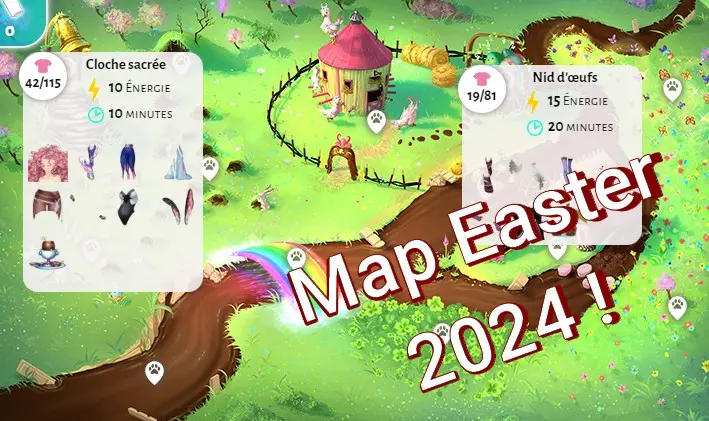 0
Cloche sacrée
42/115
10 Énergie
10 minutes
Nid d'œufs
19/81
15 Énergie
20 minutes
Map Easter
2024 !